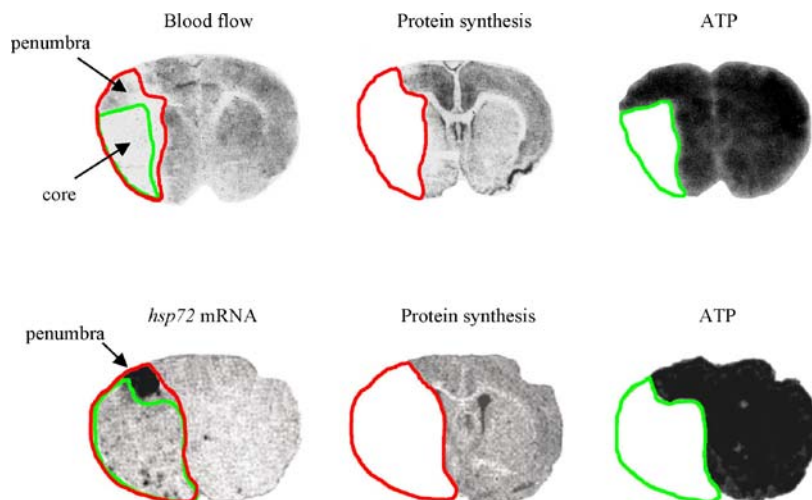 Blood flow
Protein synthesis
ATP
penumbra
core
hsp72 mRNA
Protein synthesis
ATP
penumbra